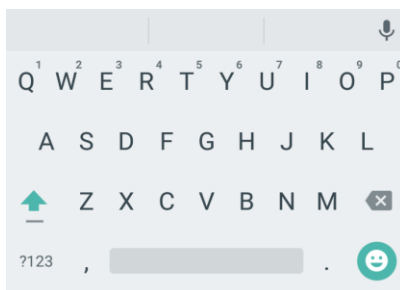 1 2 3 4 5 6 7 8 9 0
Q W E R T Y U I O P
A S D F G H J K L
Z X C V B N M
?123 , .